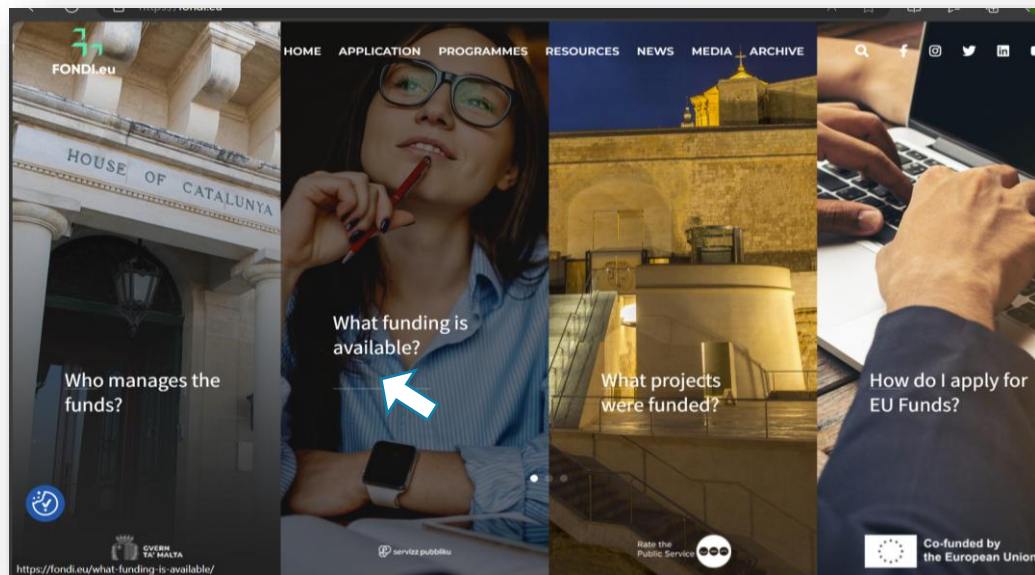 https://fondi.eu
FONDI.eu
HOME APPLICATION PROGRAMMES RESOURCES NEWS MEDIA ARCHIVE
HOUSE OF CATALUNYA
Who manages the
funds?
What funding is
available?
What projects
were funded?
How do I apply for
EU Funds?
GVERN
TA' MALTA
servizz pubbliku
Rate the
Public Service
Co-funded by
the European Union
https://fondi.eu/what-funding-is-available/